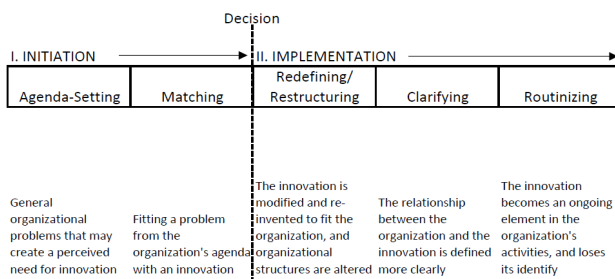 Decision
I. INITIATION
II. IMPLEMENTATION
Agenda-Setting
Matching
Redefining/
Restructuring
Clarifying
Routinizing
General
organizational
problems that may
create a perceived
need for innovation
Fitting a problem
from the
organization's agenda
with an innovation
The innovation is
modified and re-
invented to fit the
organization, and
organizational
structures are altered
The relationship
between the
organization and the
innovation is defined
more clearly
The innovation
becomes an ongoing
element in the
organization's
activities, and loses
its identify